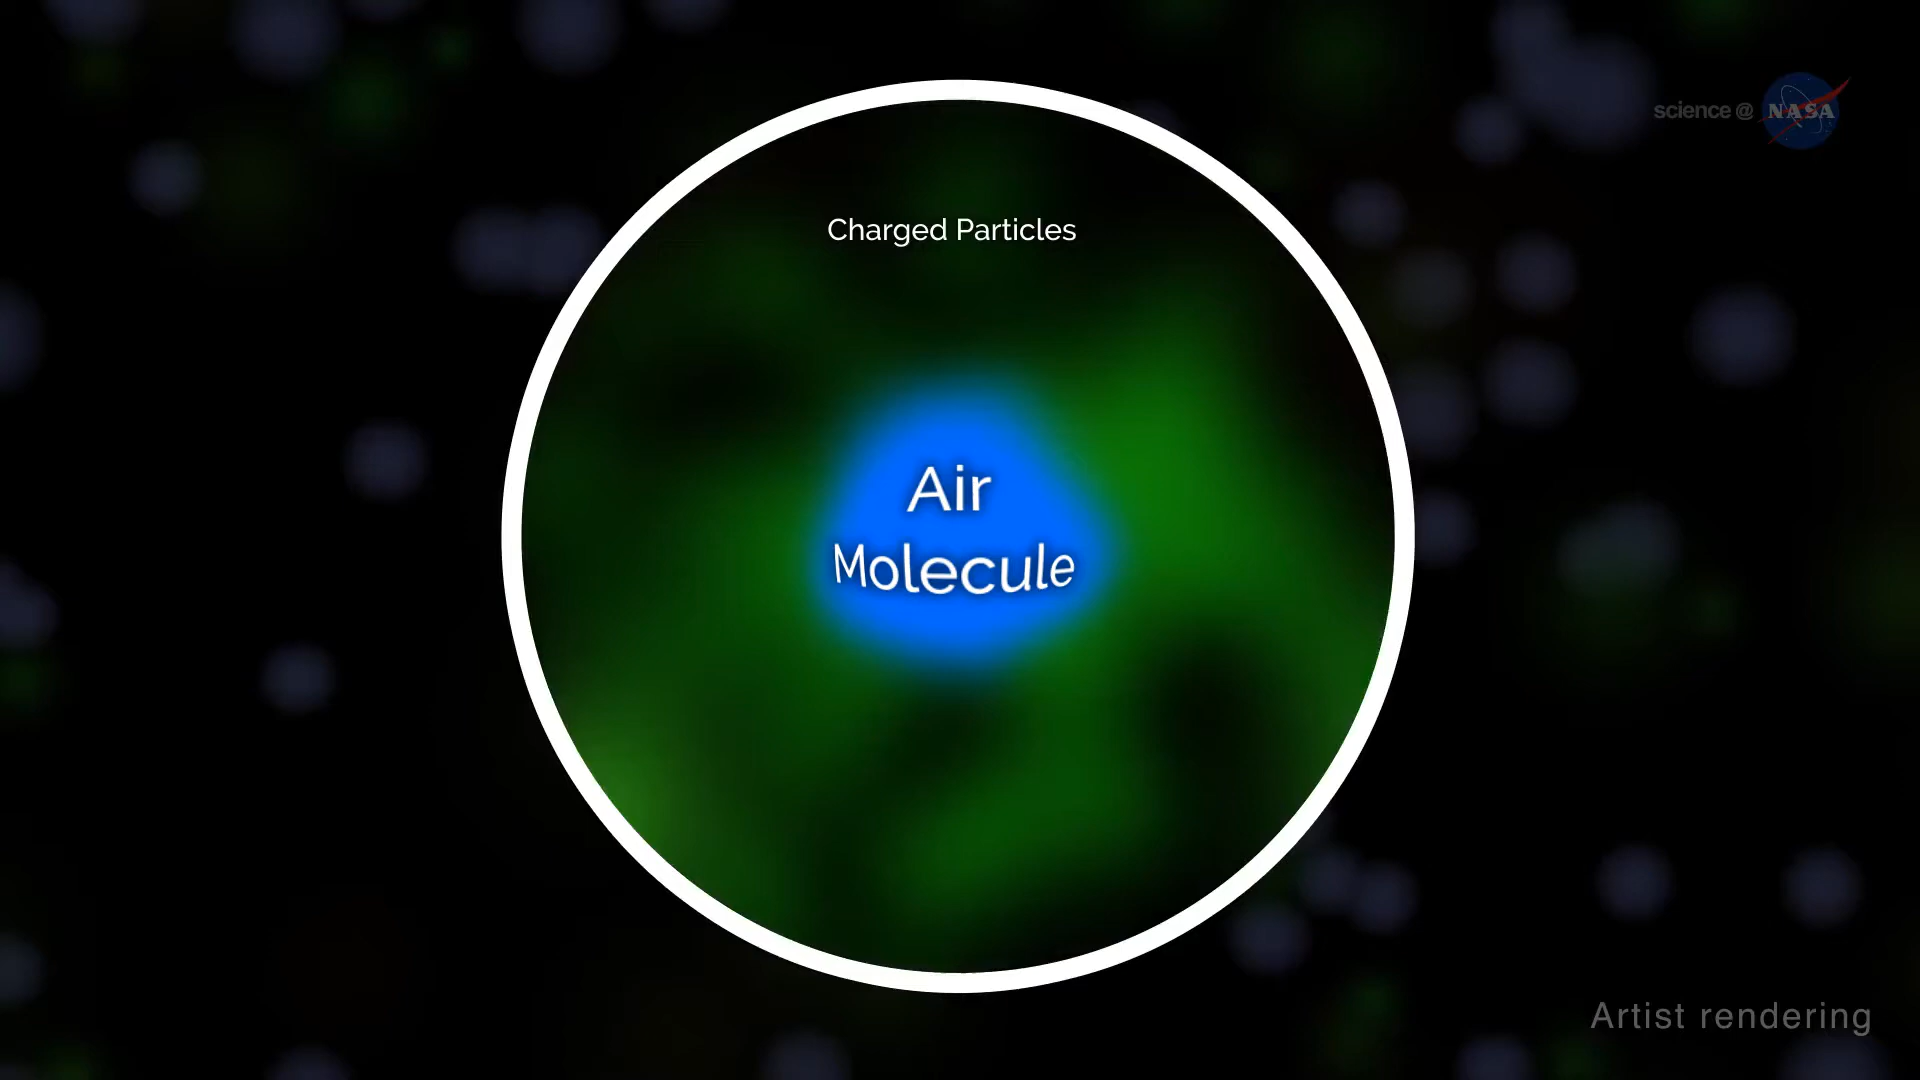 science @ NASA
Charged Particles
Air
Molecule
Artist rendering